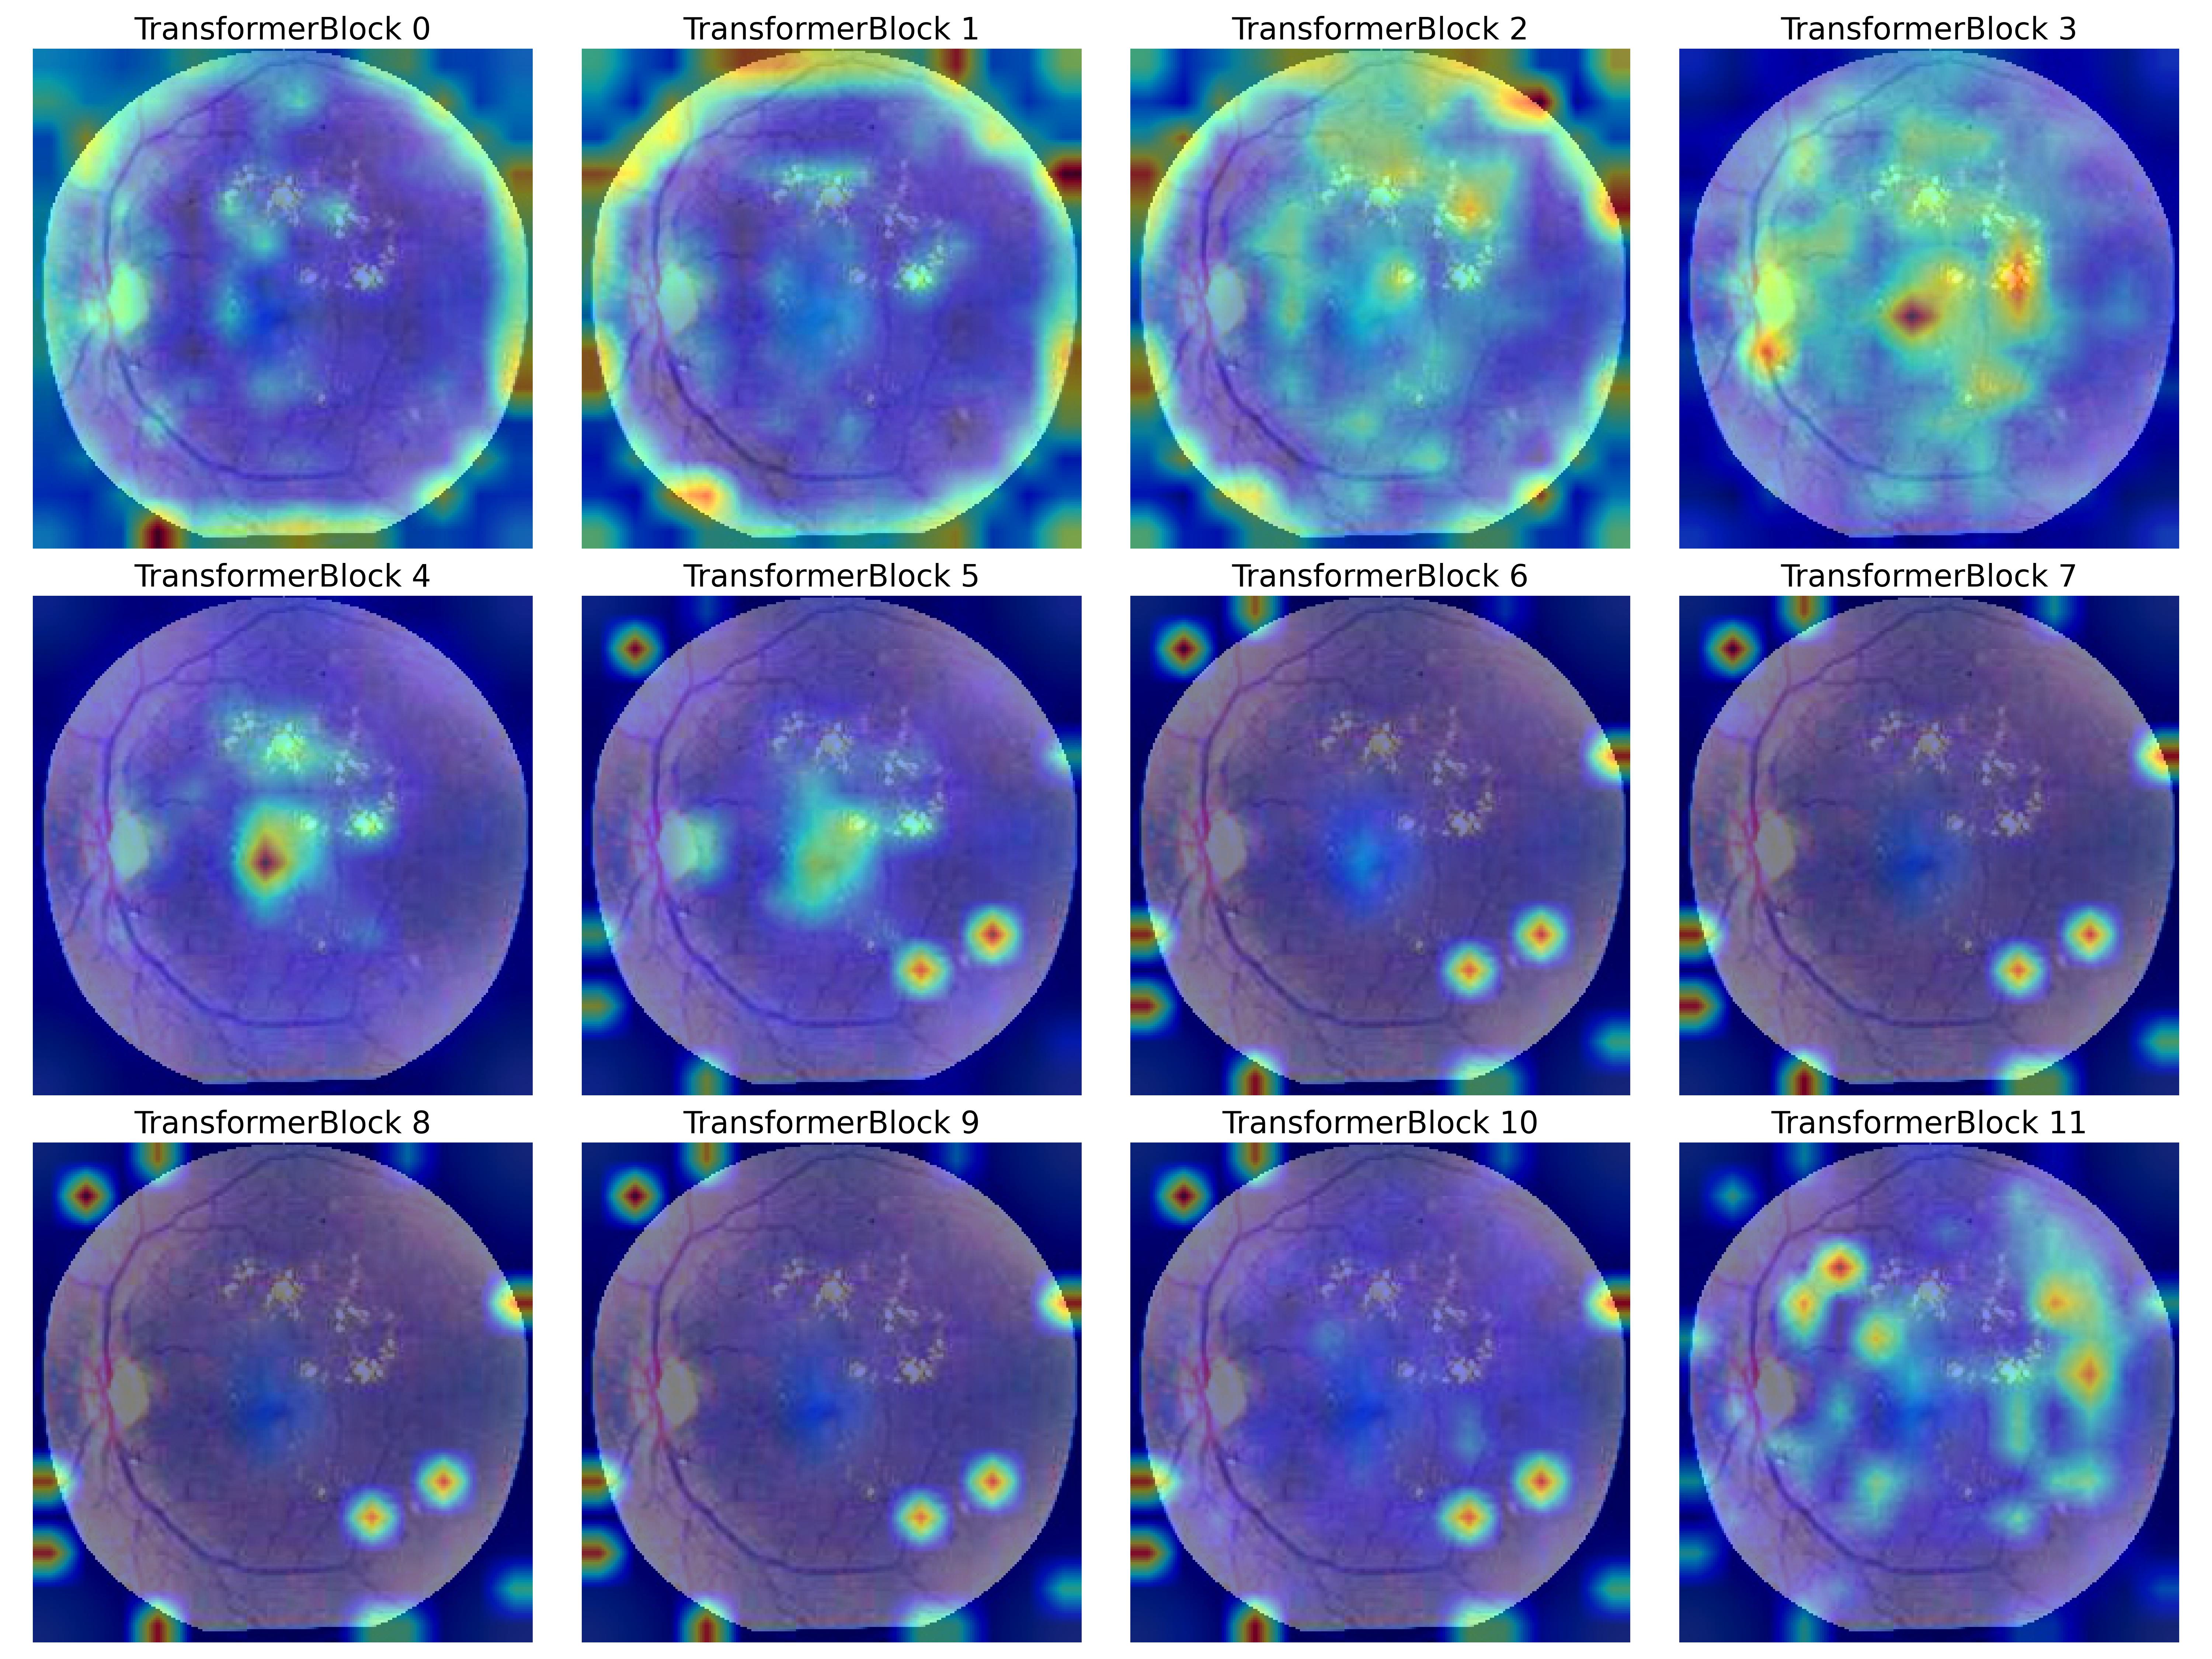 TransformerBlock 0
TransformerBlock 1
TransformerBlock 2
TransformerBlock 3
TransformerBlock 4
TransformerBlock 5
TransformerBlock 6
TransformerBlock 7
TransformerBlock 8
TransformerBlock 9
TransformerBlock 10
TransformerBlock 11